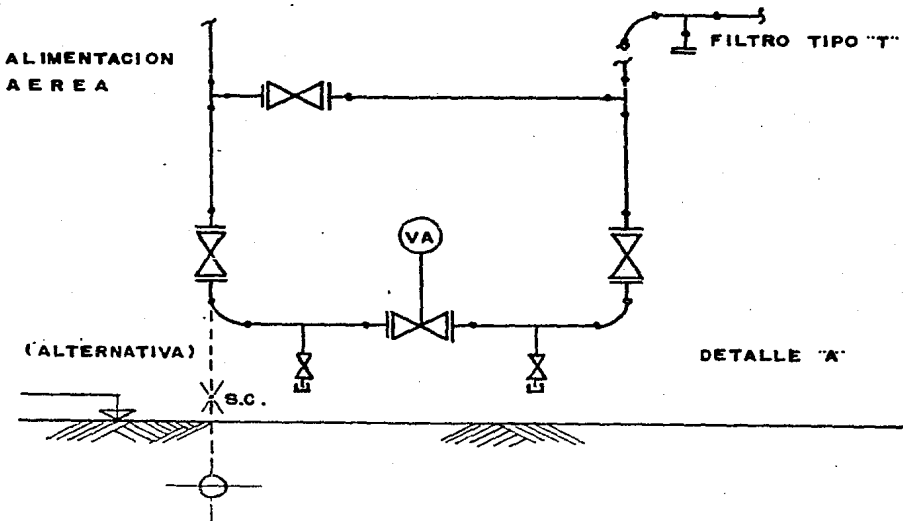 ALIMENTACION
AEREA
FILTRO TIPO "T"
VA
(ALTERNATIVA)
S.C.
DETALLE "A"